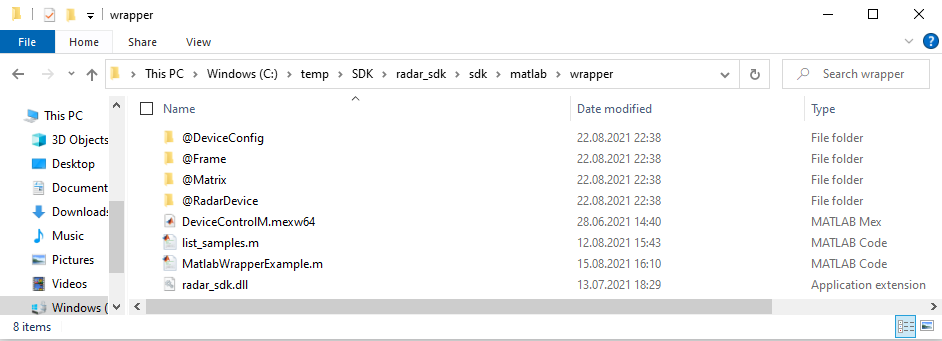 wrapper
File Home Share View
This PC Windows (C:) temp SDK radar_sdk sdk matlab wrapper Search wrapper
This PC
3D Objects
Desktop
Document
Downloads
Music
Pictures
Videos
Windows (
Name Date modified Type
@DeviceConfig 22.08.2021 22:38 File folder
@Frame 22.08.2021 22:38 File folder
@Matrix 22.08.2021 22:38 File folder
@RadarDevice 22.08.2021 22:38 File folder
DeviceControlM.mexw64 28.06.2021 14:40 MATLAB Mex
list_samples.m 12.08.2021 15:43 MATLAB Code
MatlabWrapperExample.m 15.08.2021 16:10 MATLAB Code
radar_sdk.dll 13.07.2021 18:29 Application extension
8 items